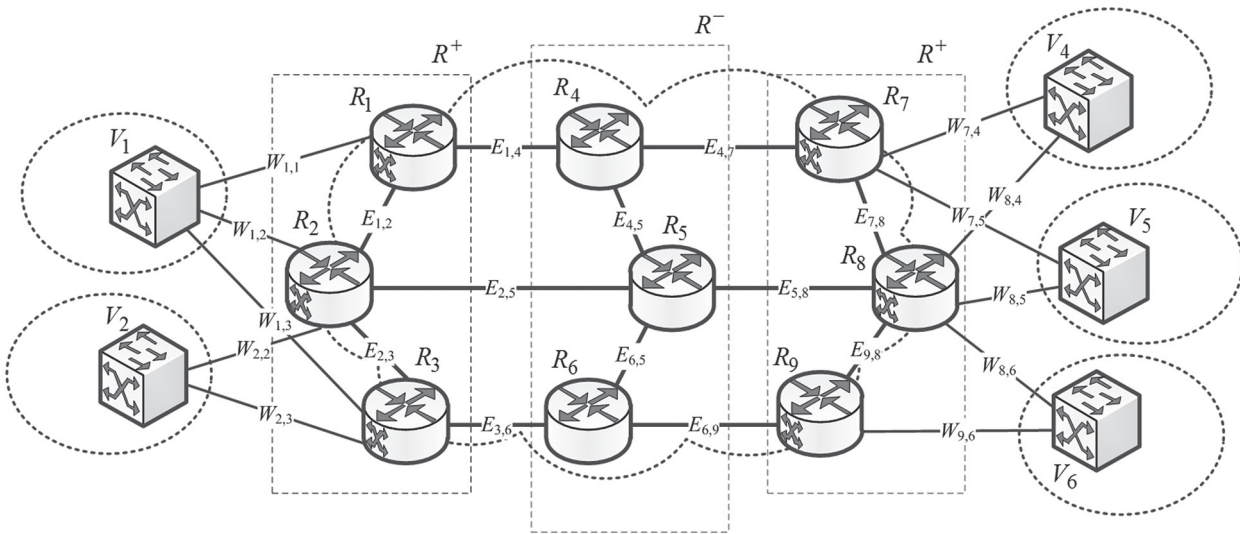 R⁻
R⁺
R⁺
V₄
R₁
R₄
R₇
V₁
W₁,₁
E₁,₄
E₄,₇
W₇,₄
W₈,₄
W₁,₂
E₁,₂
E₄,₅
E₇,₈
W₇,₅
V₅
R₂
R₅
R₈
E₂,₅
E₅,₈
W₈,₅
W₁,₃
V₂
W₂,₂
E₂,₃
R₃
R₆
E₆,₅
R₉
E₉,₈
W₈,₆
W₂,₃
E₃,₆
E₆,₉
W₉,₆
V₆